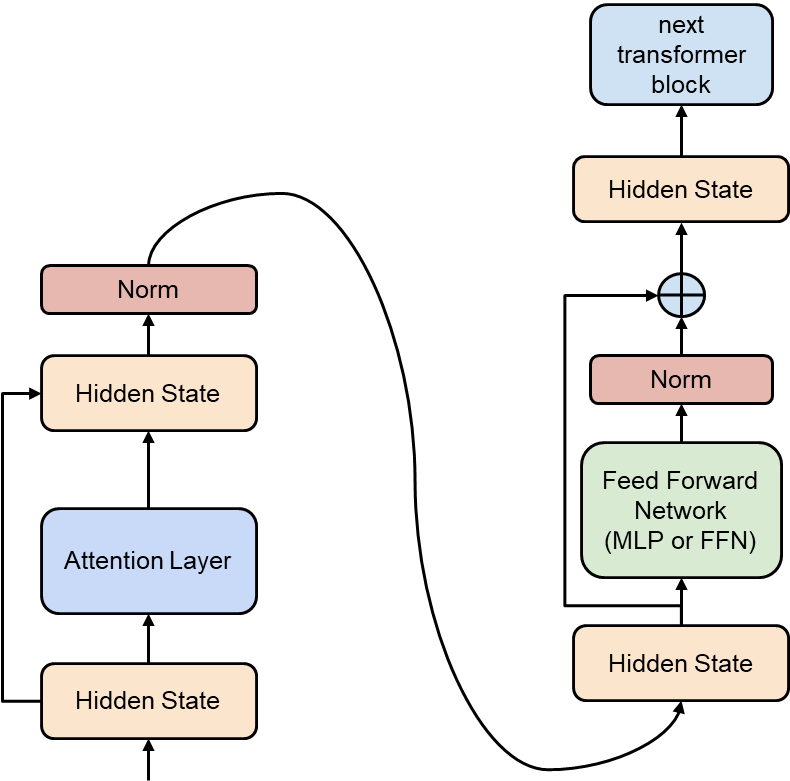 Norm
Hidden State
Attention Layer
Hidden State
next
transformer
block
Hidden State
Norm
Feed Forward
Network
(MLP or FFN)
Hidden State